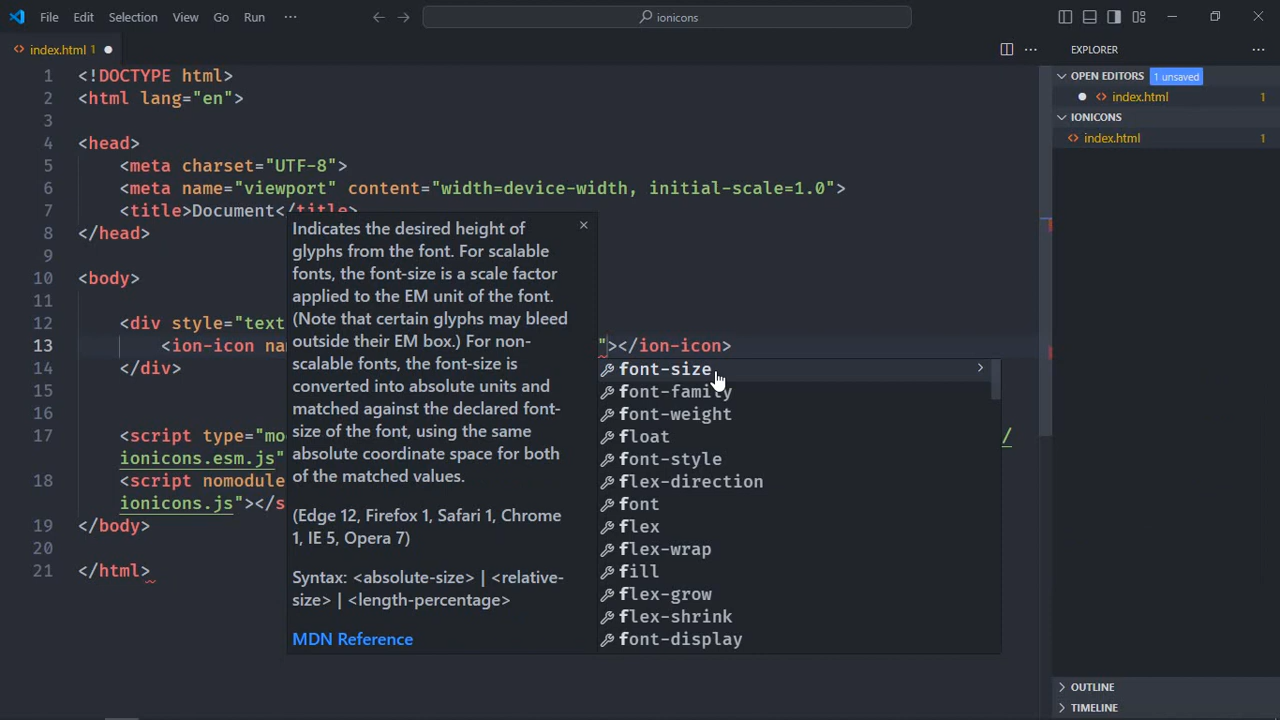 File Edit Selection View Go Run ··· ionicons
index.html 1
EXPLORER
OPEN EDITORS 1 unsaved
index.html 1
IONICONS
index.html 1
1 <!DOCTYPE html>
2 <html lang="en">
3
4 <head>
5 <meta charset="UTF-8">
6 <meta name="viewport" content="width=device-width, initial-scale=1.0">
7 <title>Document</title>
8 </head>
9
10 <body>
11
12 <div style="text
13 <ion-icon na "></ion-icon>
14 </div>
15
16
17 <script type="mo /
ionicons.esm.js"
18 <script nomodule
ionicons.js"></s
19 </body>
20
21 </html>
Indicates the desired height of
glyphs from the font. For scalable
fonts, the font-size is a scale factor
applied to the EM unit of the font.
(Note that certain glyphs may bleed
outside their EM box.) For non-
scalable fonts, the font-size is
converted into absolute units and
matched against the declared font-
size of the font, using the same
absolute coordinate space for both
of the matched values.
(Edge 12, Firefox 1, Safari 1, Chrome
1, IE 5, Opera 7)
Syntax: <absolute-size> | <relative-
size> | <length-percentage>
MDN Reference
font-size
font-family
font-weight
float
font-style
flex-direction
font
flex
flex-wrap
fill
flex-grow
flex-shrink
font-display
OUTLINE
TIMELINE